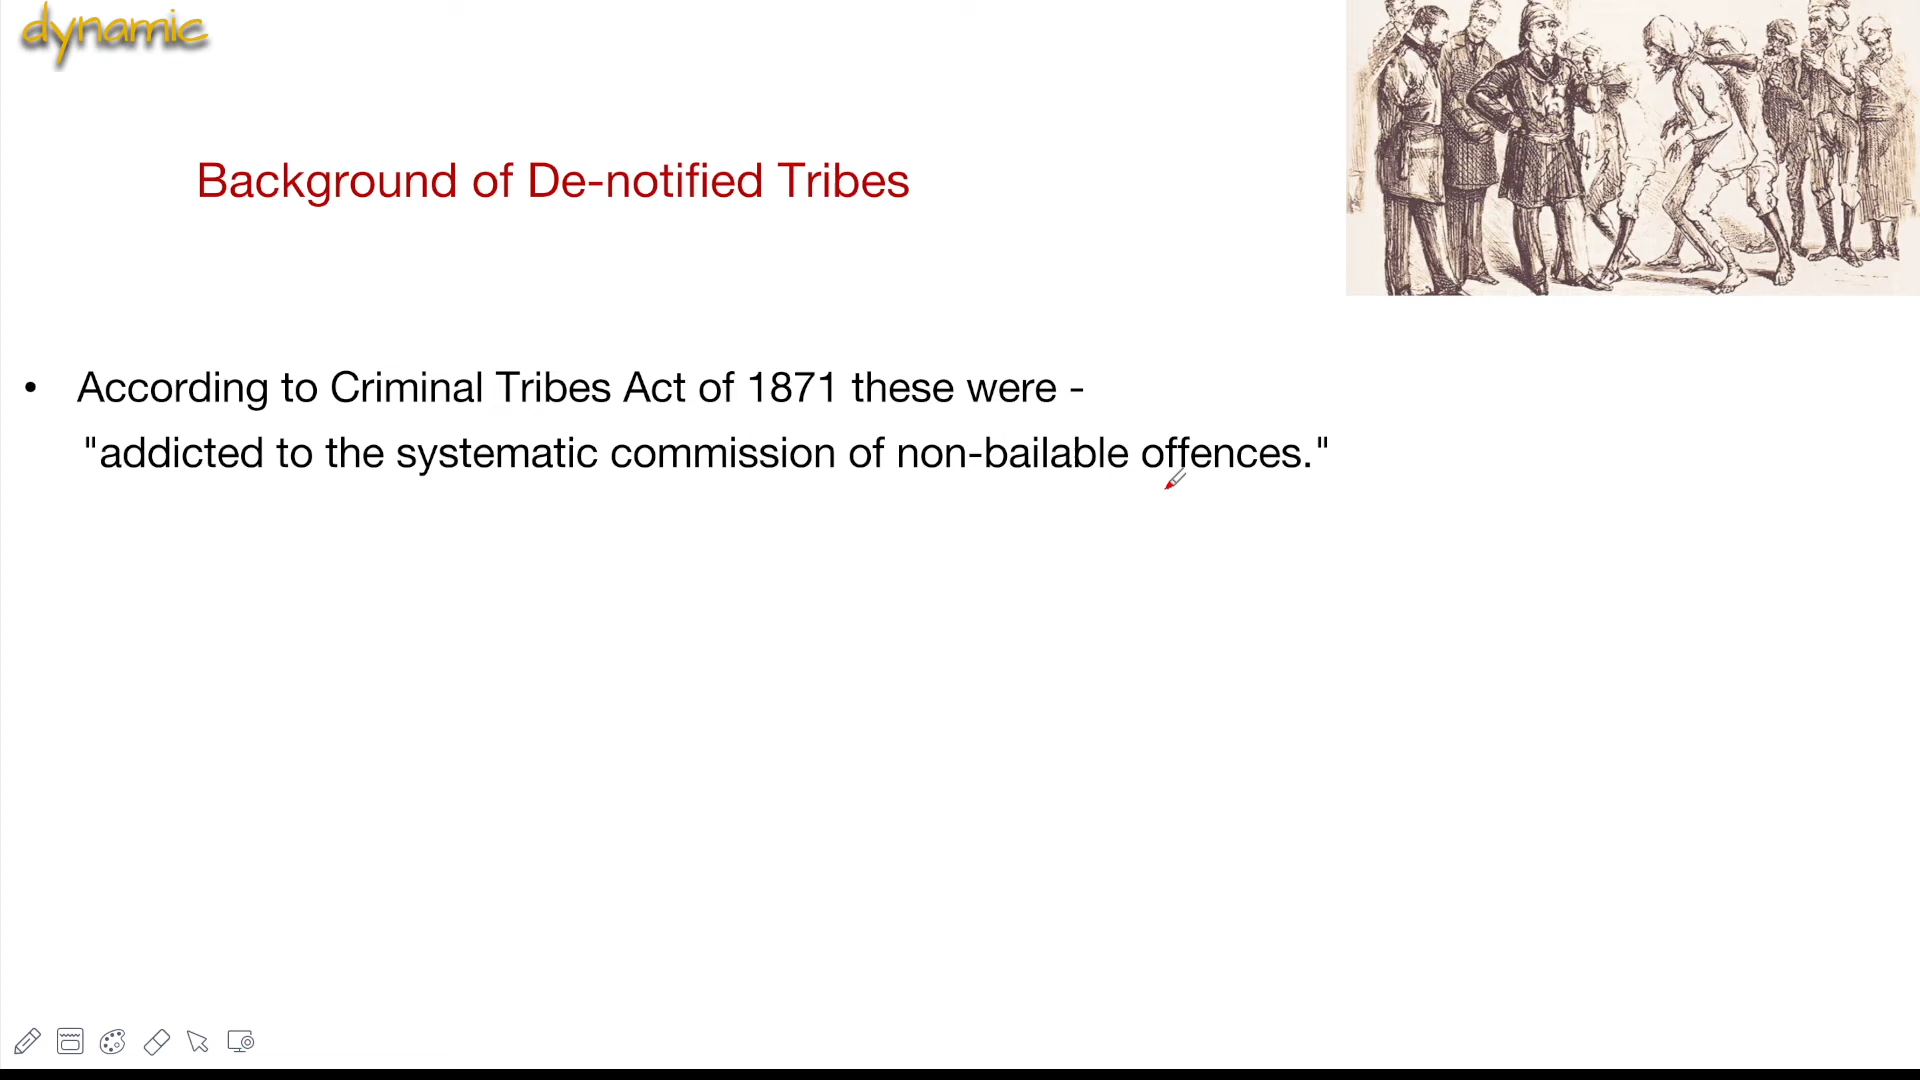 dynamic
Background of De-notified Tribes
• According to Criminal Tribes Act of 1871 these were -
"addicted to the systematic commission of non-bailable offences."